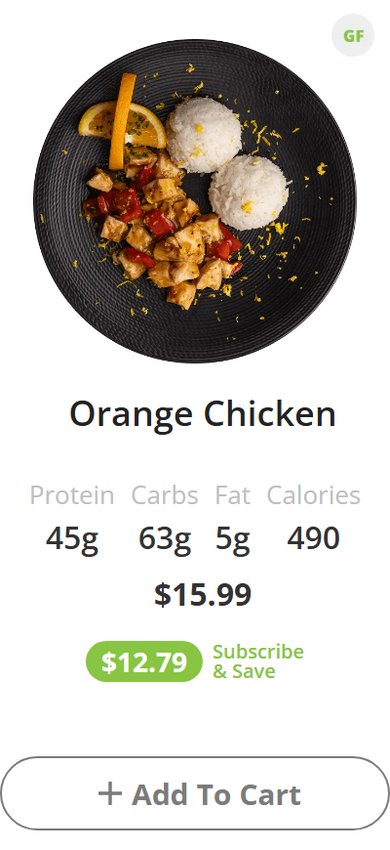 GF
Orange Chicken
Protein Carbs Fat Calories
45g 63g 5g 490
$15.99
$12.79 Subscribe
& Save
+ Add To Cart